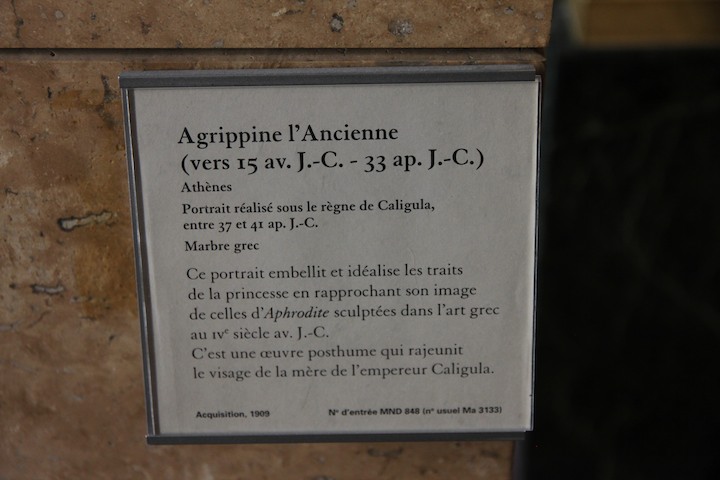 Agrippine l'Ancienne
(vers 15 av. J.-C. - 33 ap. J.-C.)
Athènes
Portrait réalisé sous le règne de Caligula,
entre 37 et 41 ap. J.-C.
Marbre grec
Ce portrait embellit et idéalise les traits
de la princesse en rapprochant son image
de celles d'Aphrodite sculptées dans l'art grec
au IVe siècle av. J.-C.
C'est une œuvre posthume qui rajeunit
le visage de la mère de l'empereur Caligula.
Acquisition, 1909 N° d'entrée MND 848 (n° usuel Ma 3133)